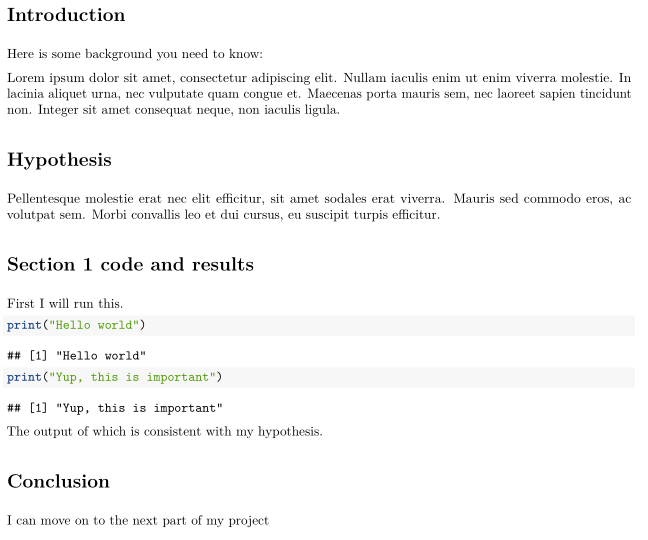 Introduction
Here is some background you need to know:
Lorem ipsum dolor sit amet, consectetur adipiscing elit. Nullam iaculis enim ut enim viverra molestie. In
lacinia aliquet urna, nec vulputate quam congue et. Maecenas porta mauris sem, nec laoreet sapien tincidunt
non. Integer sit amet consequat neque, non iaculis ligula.
Hypothesis
Pellentesque molestie erat nec elit efficitur, sit amet sodales erat viverra. Mauris sed commodo eros, ac
volutpat sem. Morbi convallis leo et dui cursus, eu suscipit turpis efficitur.
Section 1 code and results
First I will run this.
print("Hello world")
## [1] "Hello world"
print("Yup, this is important")
## [1] "Yup, this is important"
The output of which is consistent with my hypothesis.
Conclusion
I can move on to the next part of my project